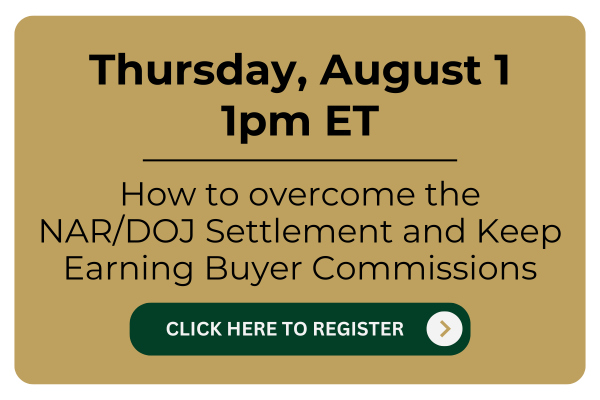 Thursday, August 1
1pm ET
How to overcome the
NAR/DOJ Settlement and Keep
Earning Buyer Commissions
CLICK HERE TO REGISTER